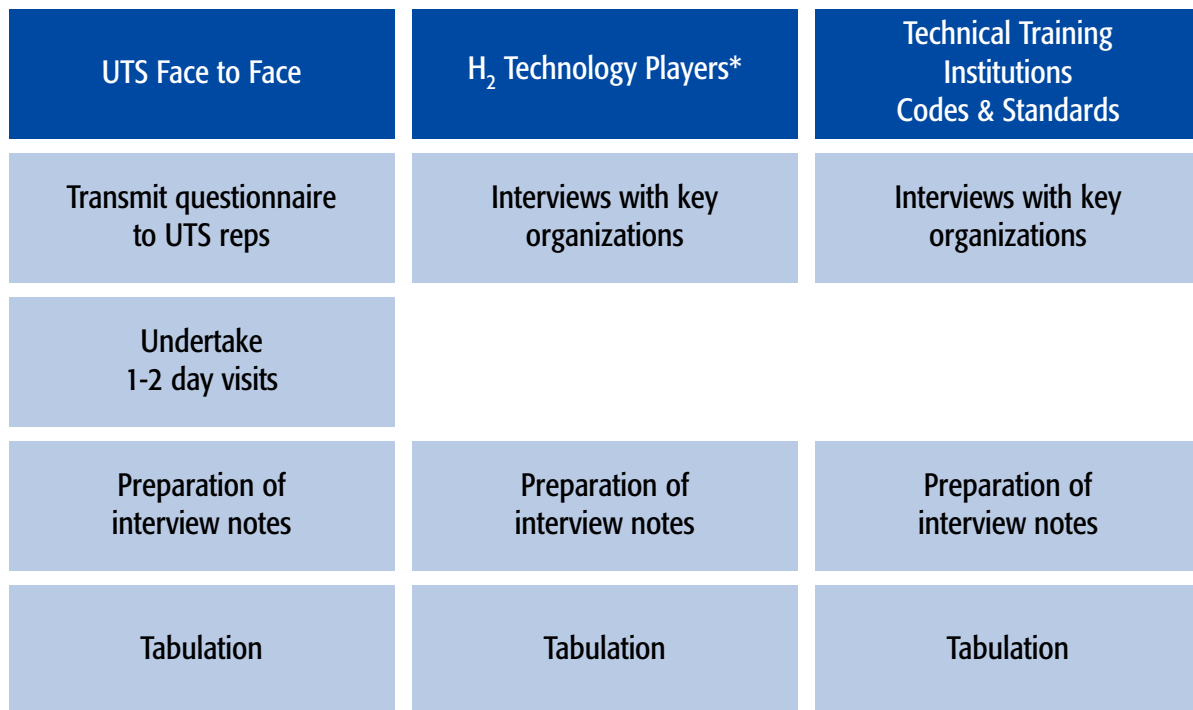 UTS Face to Face
H₂ Technology Players*
Technical Training
Institutions
Codes & Standards
Transmit questionnaire
to UTS reps
Interviews with key
organizations
Interviews with key
organizations
Undertake
1-2 day visits
Preparation of
interview notes
Preparation of
interview notes
Preparation of
interview notes
Tabulation
Tabulation
Tabulation